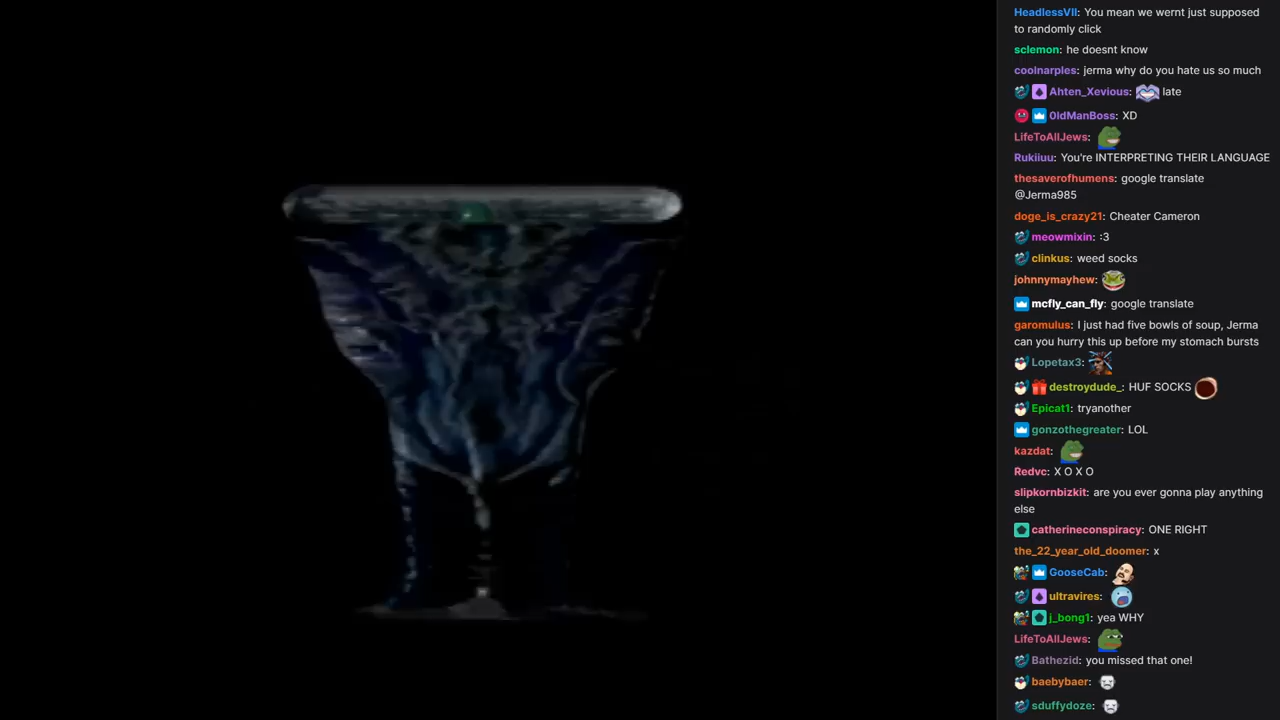 HeadlessVII: You mean we wernt just supposed
to randomly click
sclemon: he doesnt know
coolnarples: jerma why do you hate us so much
Ahten_Xevious: late
0ldManBoss: XD
LifeToAllJews:
Rukiiuu: You're INTERPRETING THEIR LANGUAGE
thesaverofhumens: google translate
@Jerma985
doge_is_crazy21: Cheater Cameron
meowmixin: :3
clinkus: weed socks
johnnymayhew:
mcfly_can_fly: google translate
garomulus: I just had five bowls of soup, Jerma
can you hurry this up before my stomach bursts
Lopetax3:
destroydude_: HUF SOCKS
Epicat1: tryanother
gonzothegreater: LOL
kazdat:
Redvc: X O X O
slipkornbizkit: are you ever gonna play anything
else
catherineconspiracy: ONE RIGHT
the_22_year_old_doomer: x
GooseCab:
ultravires:
j_bong1: yea WHY
LifeToAllJews:
Bathezid: you missed that one!
baebybaer:
sduffydoze: